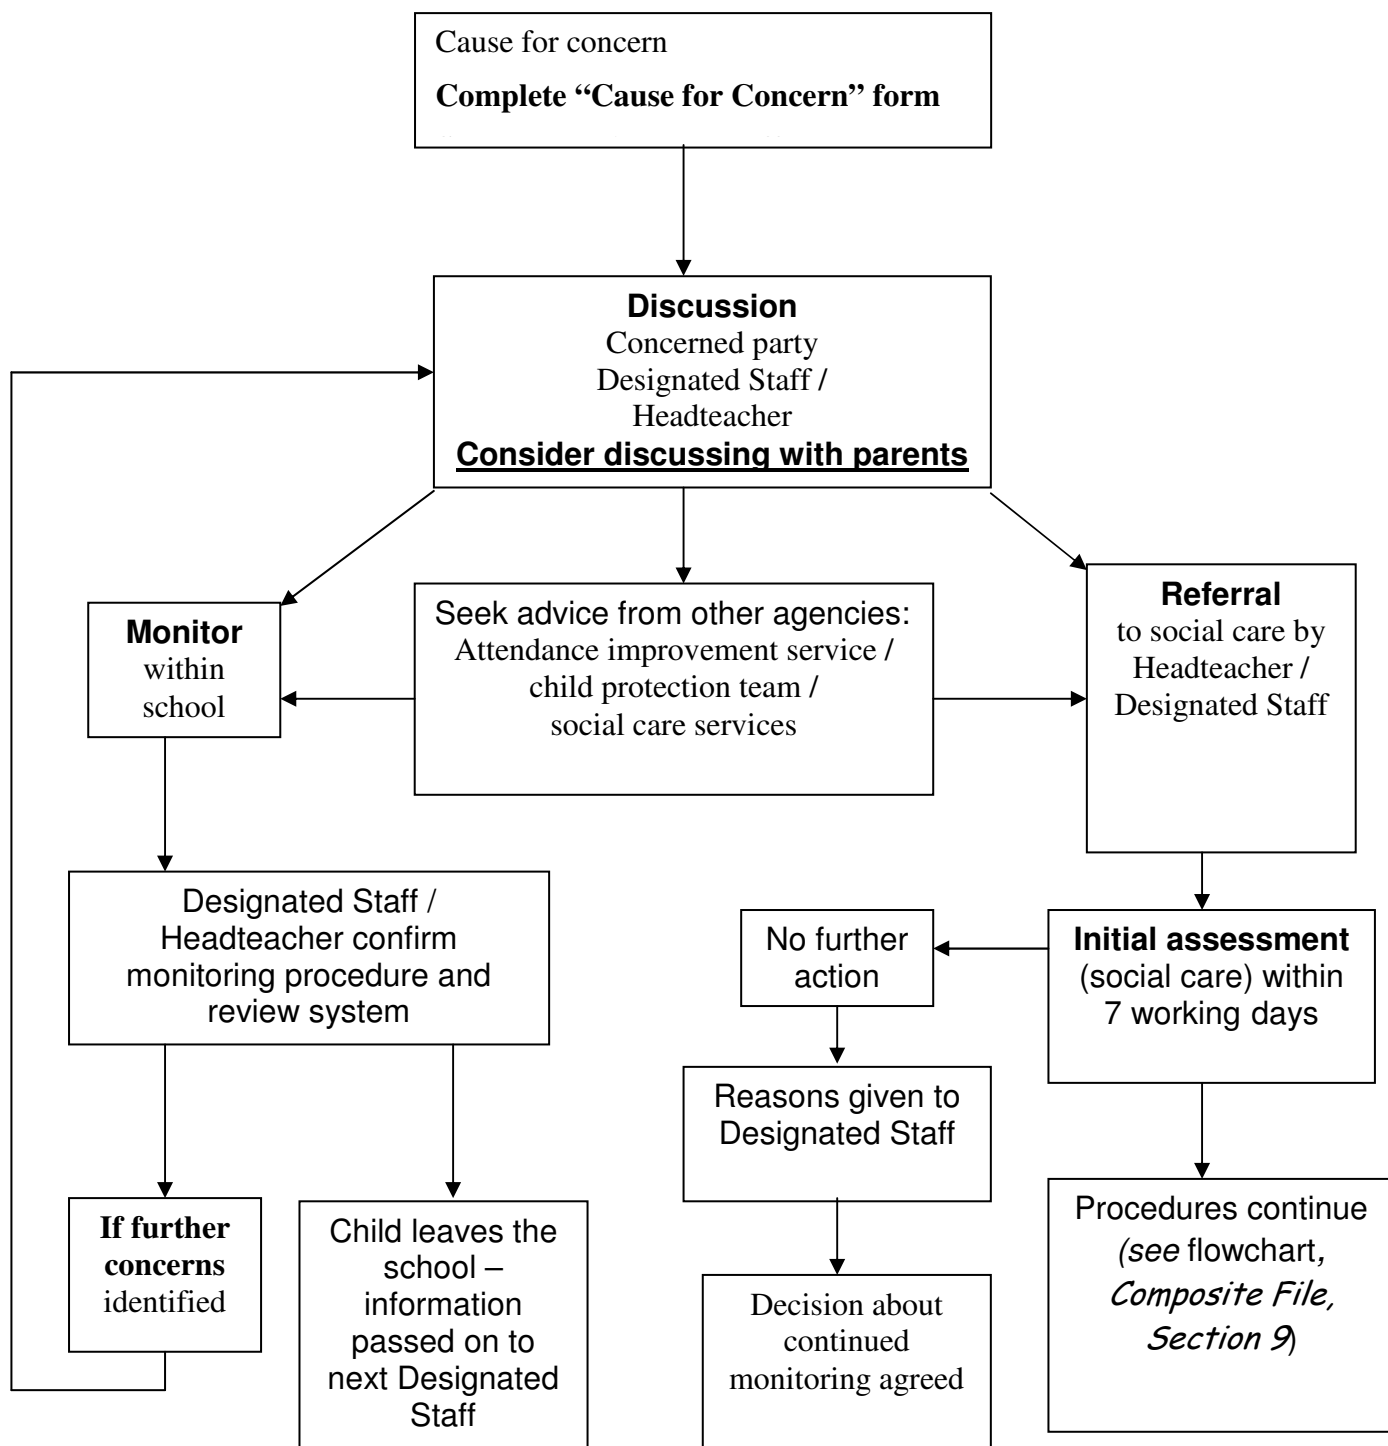 Cause for concern
Complete “Cause for Concern” form
Discussion
Concerned party
Designated Staff /
Headteacher
Consider discussing with parents
Monitor
within
school
Seek advice from other agencies:
Attendance improvement service /
child protection team /
social care services
Referral
to social care by
Headteacher /
Designated Staff
Designated Staff /
Headteacher confirm
monitoring procedure and
review system
No further
action
Initial assessment
(social care) within
7 working days
Reasons given to
Designated Staff
If further
concerns
identified
Child leaves the
school –
information
passed on to
next Designated
Staff
Decision about
continued
monitoring agreed
Procedures continue
(see flowchart,
Composite File,
Section 9)